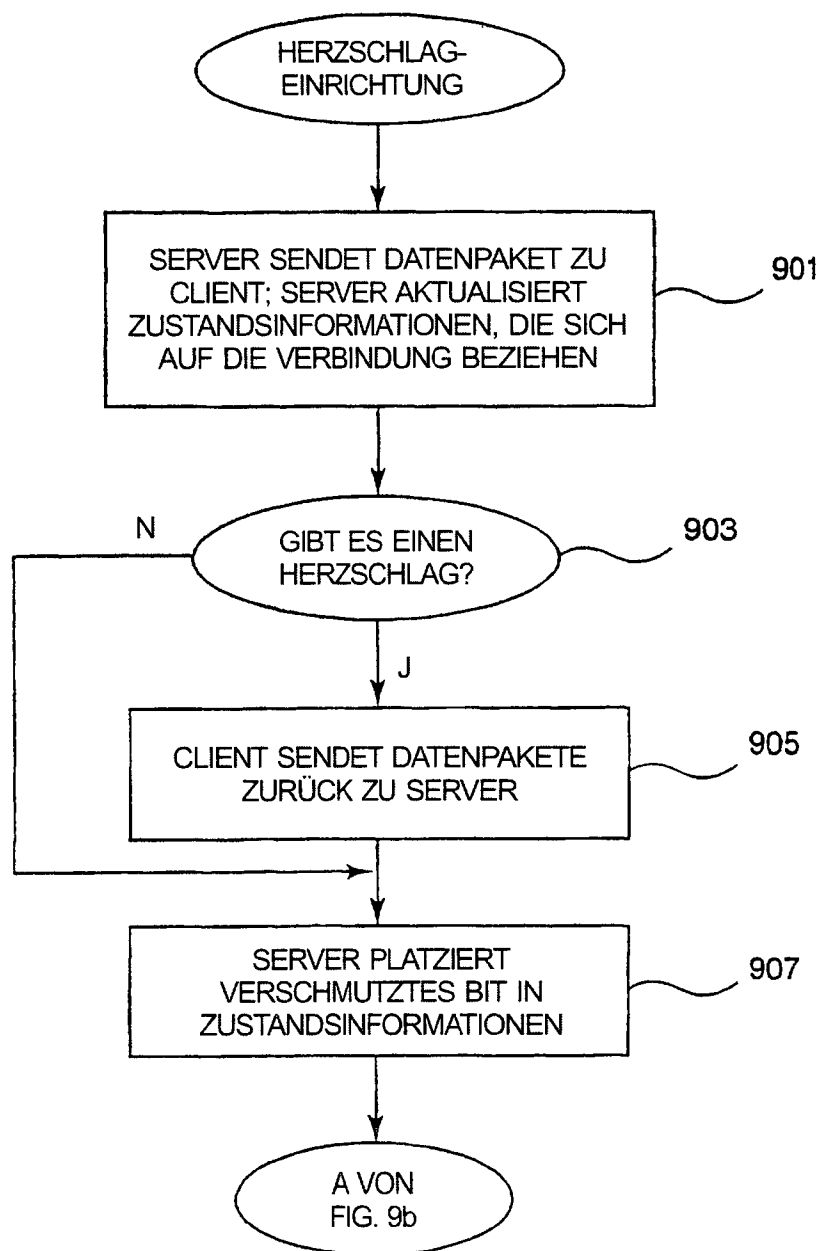 HERZSCHLAG-
EINRICHTUNG
SERVER SENDET DATENPAKET ZU
CLIENT; SERVER AKTUALISIERT
ZUSTANDSINFORMATIONEN, DIE SICH
AUF DIE VERBINDUNG BEZIEHEN
901
N
GIBT ES EINEN
HERZSCHLAG?
903
J
CLIENT SENDET DATENPAKETE
ZURÜCK ZU SERVER
905
SERVER PLATZIERT
VERSCHMUTZTES BIT IN
ZUSTANDSINFORMATIONEN
907
A VON
FIG. 9b